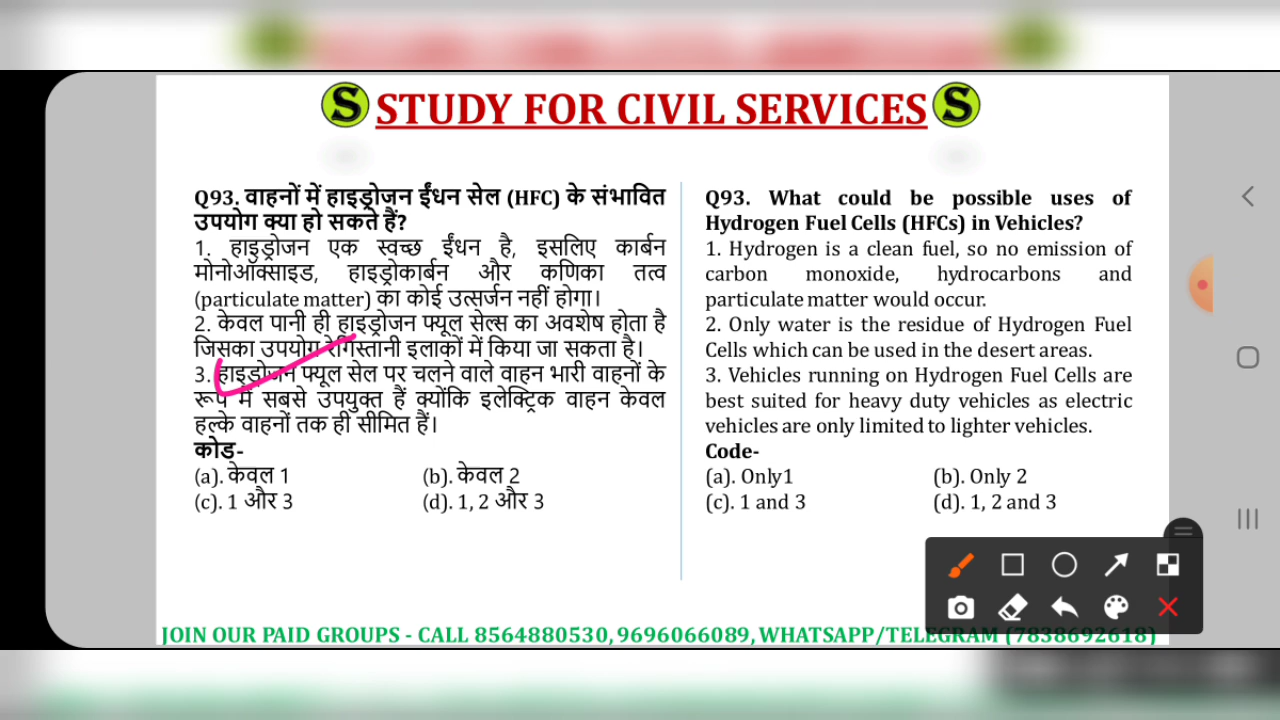 S STUDY FOR CIVIL SERVICES S
Q93. वाहनों में हाइड्रोजन ईंधन सेल (HFC) के संभावित
उपयोग क्या हो सकते हैं?
1. हाइड्रोजन एक स्वच्छ ईंधन है, इसलिए कार्बन
मोनोऑक्साइड, हाइड्रोकार्बन और कणिका तत्व
(particulate matter) का कोई उत्सर्जन नहीं होगा।
2. केवल पानी ही हाइड्रोजन फ्यूल सेल्स का अवशेष होता है
जिसका उपयोग रेगिस्तानी इलाकों में किया जा सकता है।
3. हाइड्रोजन फ्यूल सेल पर चलने वाले वाहन भारी वाहनों के
रूप में सबसे उपयुक्त हैं क्योंकि इलेक्ट्रिक वाहन केवल
हल्के वाहनों तक ही सीमित हैं।
कोड-
(a). केवल 1 (b). केवल 2
(c). 1 और 3 (d). 1, 2 और 3
Q93. What could be possible uses of
Hydrogen Fuel Cells (HFCs) in Vehicles?
1. Hydrogen is a clean fuel, so no emission of
carbon monoxide, hydrocarbons and
particulate matter would occur.
2. Only water is the residue of Hydrogen Fuel
Cells which can be used in the desert areas.
3. Vehicles running on Hydrogen Fuel Cells are
best suited for heavy duty vehicles as electric
vehicles are only limited to lighter vehicles.
Code-
(a). Only1 (b). Only 2
(c). 1 and 3 (d). 1, 2 and 3
JOIN OUR PAID GROUPS - CALL 8564880530, 9696066089, WHATSAPP/TELEGRAM (7838692618)